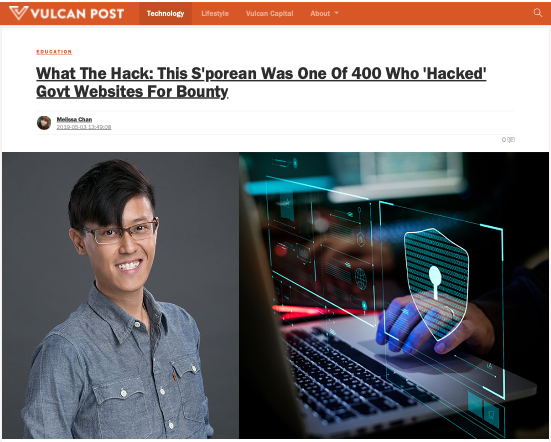 VULCAN POST
Technology Lifestyle Vulcan Capital About
EDUCATION
What The Hack: This S'porean Was One Of 400 Who 'Hacked'
Govt Websites For Bounty
Melissa Chan
2019-05-03 13:49:08
0